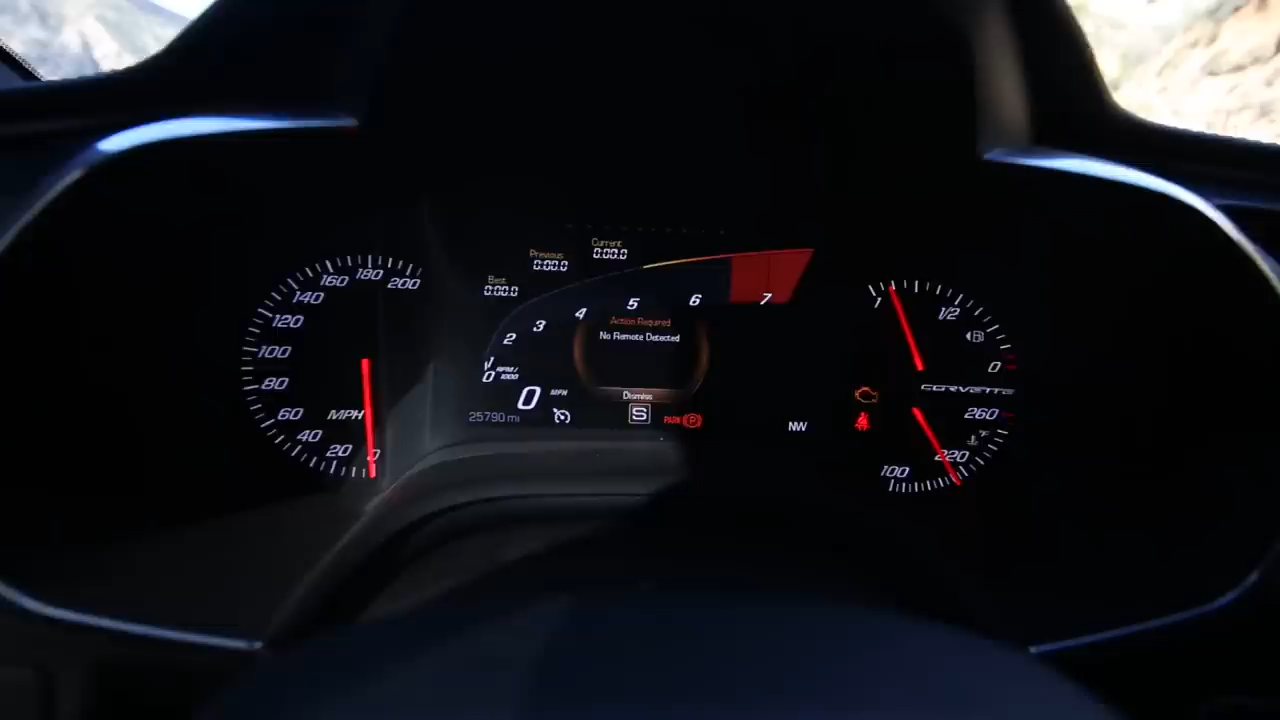 Current
0:00.0
Previous
0:00.0
Best
0:00.0
200
180
160
140
120
100
80
60
40
20
0
MPH
0
1
2
3
4
5
6
7
RPM/
1000
Action Required
No Remote Detected
Dismiss
0 MPH
25790 mi
S
PARK
P
NW
1
1/2
0
CORVETTE
260
°F
220
100